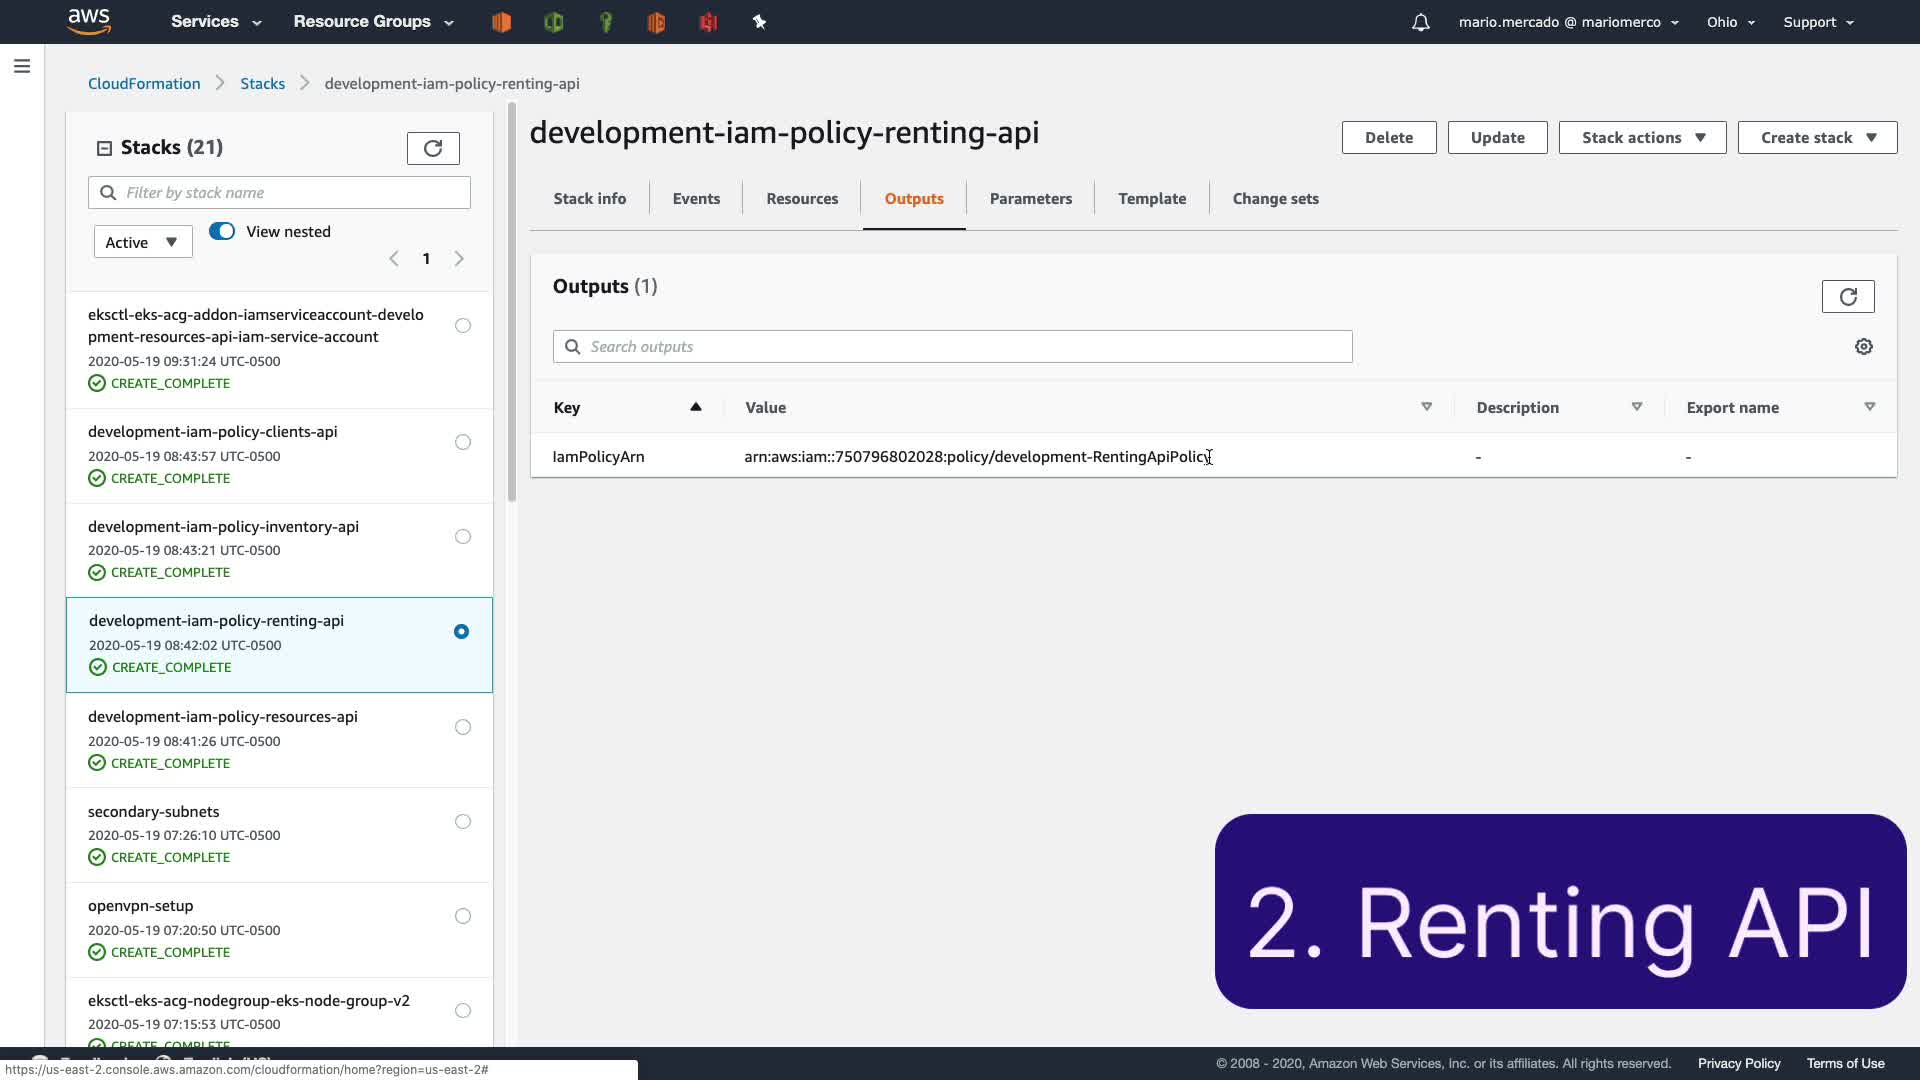 aws
Services
Resource Groups
mario.mercado @ mariomerco
Ohio
Support
CloudFormation
Stacks
development-iam-policy-renting-api
Stacks (21)
Filter by stack name
Active
View nested
1
eksctl-eks-acg-addon-iamserviceaccount-develo
pment-resources-api-iam-service-account
2020-05-19 09:31:24 UTC-0500
CREATE_COMPLETE
development-iam-policy-clients-api
2020-05-19 08:43:57 UTC-0500
CREATE_COMPLETE
development-iam-policy-inventory-api
2020-05-19 08:43:21 UTC-0500
CREATE_COMPLETE
development-iam-policy-renting-api
2020-05-19 08:42:02 UTC-0500
CREATE_COMPLETE
development-iam-policy-resources-api
2020-05-19 08:41:26 UTC-0500
CREATE_COMPLETE
secondary-subnets
2020-05-19 07:26:10 UTC-0500
CREATE_COMPLETE
openvpn-setup
2020-05-19 07:20:50 UTC-0500
CREATE_COMPLETE
eksctl-eks-acg-nodegroup-eks-node-group-v2
2020-05-19 07:15:53 UTC-0500
CREATE_COMPLETE
development-iam-policy-renting-api
Delete
Update
Stack actions
Create stack
Stack info
Events
Resources
Outputs
Parameters
Template
Change sets
Outputs (1)
Search outputs
Key
Value
Description
Export name
IamPolicyArn
arn:aws:iam::750796802028:policy/development-RentingApiPolicy
-
-
2. Renting API
https://us-east-2.console.aws.amazon.com/cloudformation/home?region=us-east-2#
© 2008 - 2020, Amazon Web Services, Inc. or its affiliates. All rights reserved.
Privacy Policy
Terms of Use